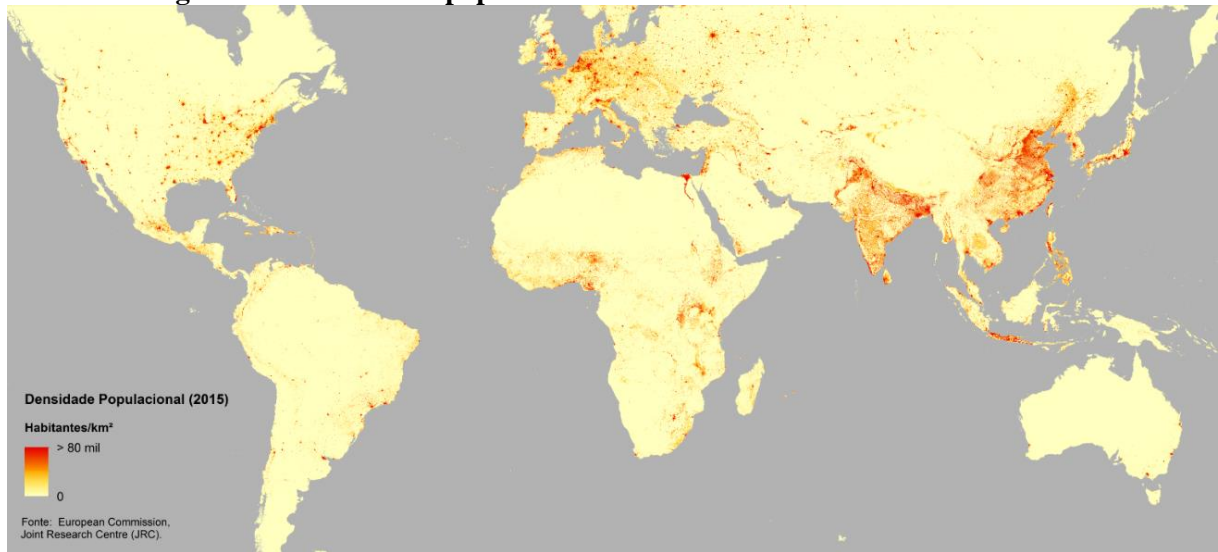 Densidade Populacional (2015)
Habitantes/km²
> 80 mil
0
Fonte: European Commission,
Joint Research Centre (JRC).